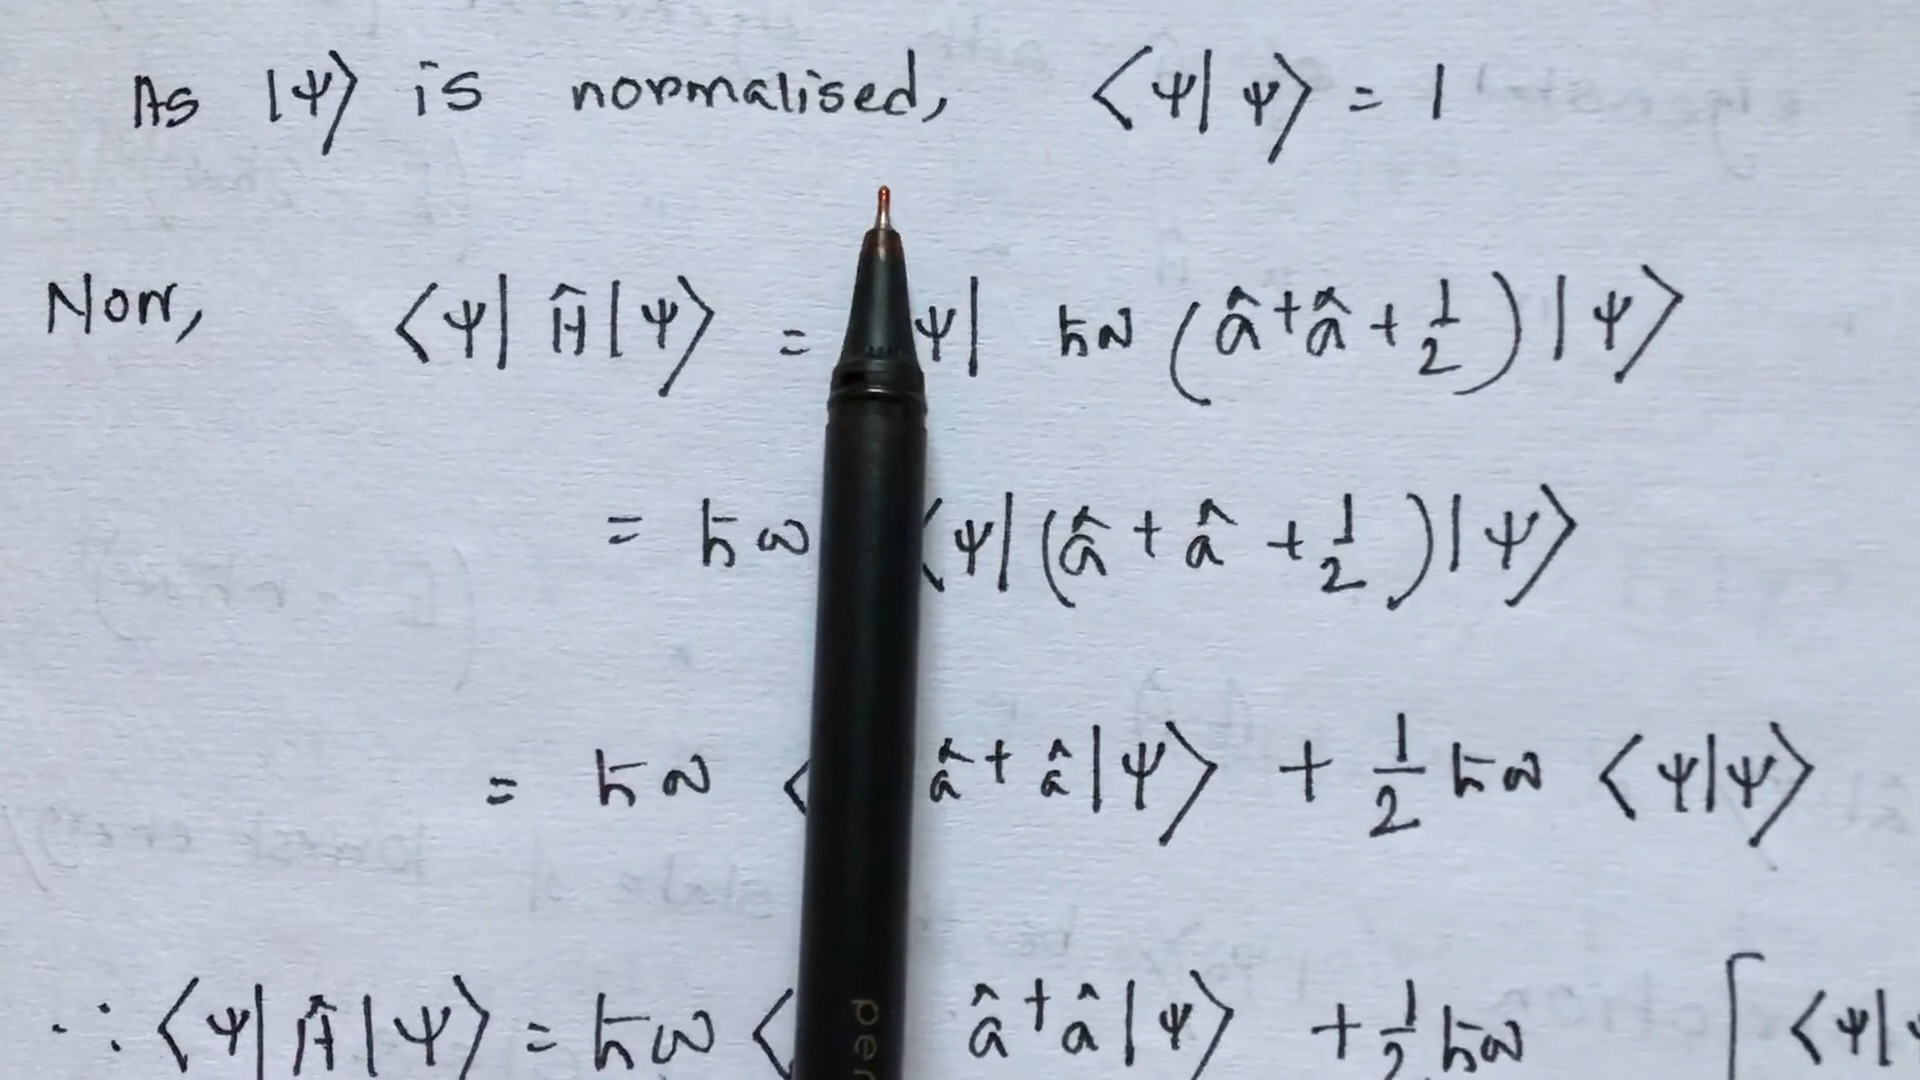 As |Ψ⟩ is normalised, ⟨Ψ|Ψ⟩ = 1
Now, ⟨Ψ|Ĥ|Ψ⟩ = Ψ| ħω (â⁺â + 1/2)|Ψ⟩
= ħω ⟨Ψ|(â⁺â + 1/2)|Ψ⟩
= ħω ⟨ â⁺â|Ψ⟩ + 1/2 ħω ⟨Ψ|Ψ⟩
∴ ⟨Ψ|Ĥ|Ψ⟩ = ħω ⟨ â⁺â|Ψ⟩ + 1/2 ħω [⟨Ψ|
per